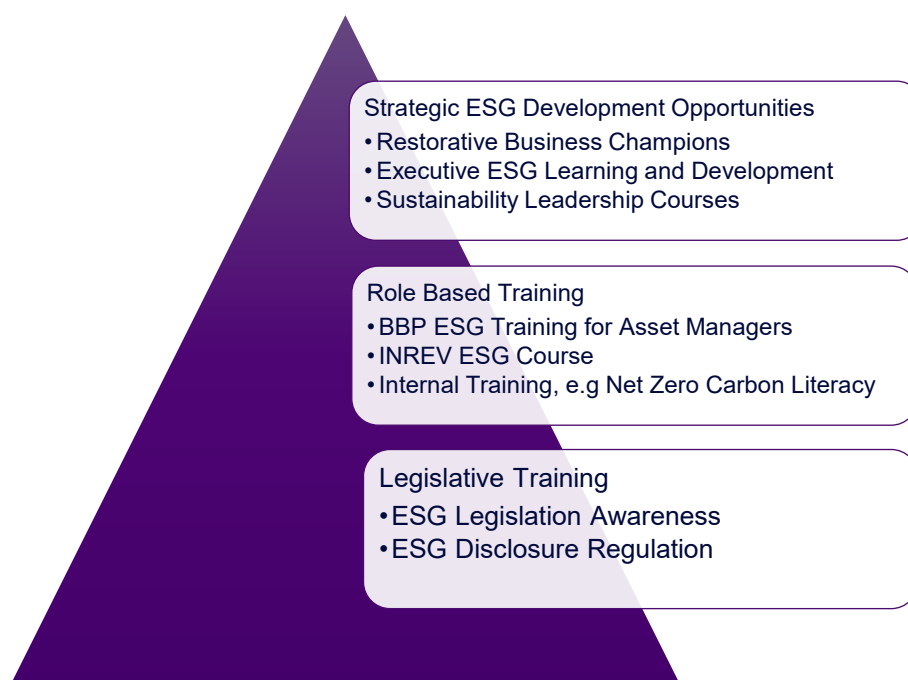 Strategic ESG Development Opportunities
•Restorative Business Champions
•Executive ESG Learning and Development
•Sustainability Leadership Courses
Role Based Training
•BBP ESG Training for Asset Managers
•INREV ESG Course
•Internal Training, e.g Net Zero Carbon Literacy
Legislative Training
•ESG Legislation Awareness
•ESG Disclosure Regulation